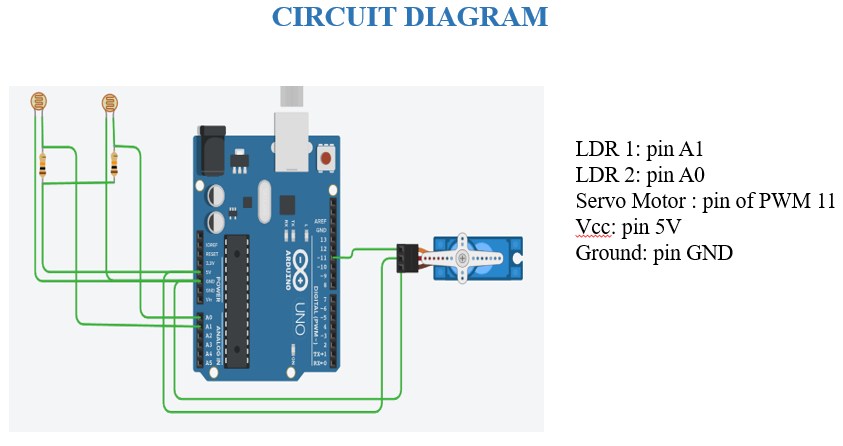 CIRCUIT DIAGRAM
LDR 1: pin A1
LDR 2: pin A0
Servo Motor : pin of PWM 11
Vcc: pin 5V
Ground: pin GND
IOREF
RESET
3.3V
5V
GND
GND
Vin
POWER
A0
A1
A2
A3
A4
A5
ANALOG IN
AREF
GND
13
12
~11
~10
~9
8
7
~6
~5
4
~3
2
TX→1
RX←0
DIGITAL (PWM~)
L
TX
RX
ARDUINO
UNO
ON